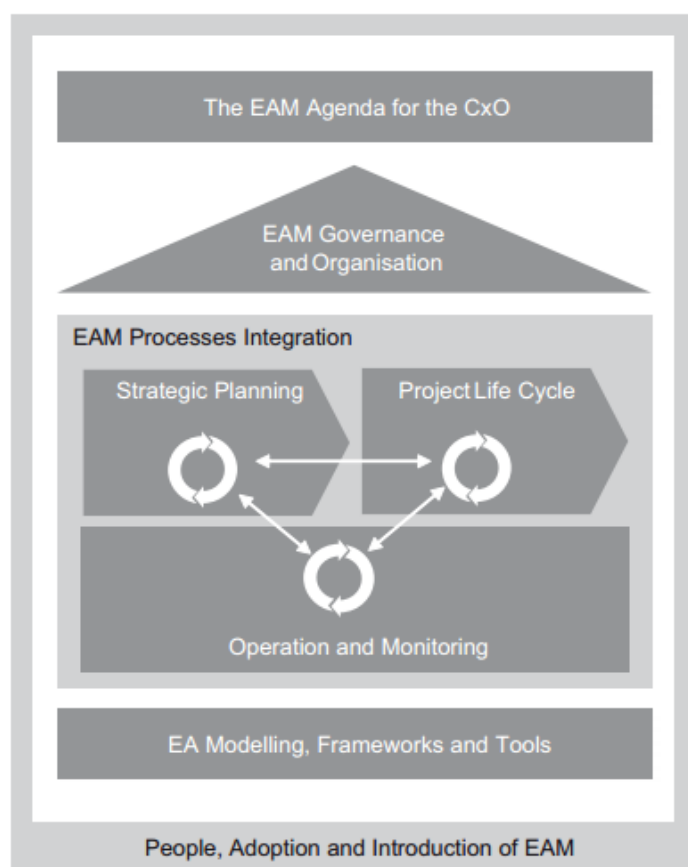 The EAM Agenda for the CxO
EAM Governance
and Organisation
EAM Processes Integration
Strategic Planning
Project Life Cycle
Operation and Monitoring
EA Modelling, Frameworks and Tools
People, Adoption and Introduction of EAM